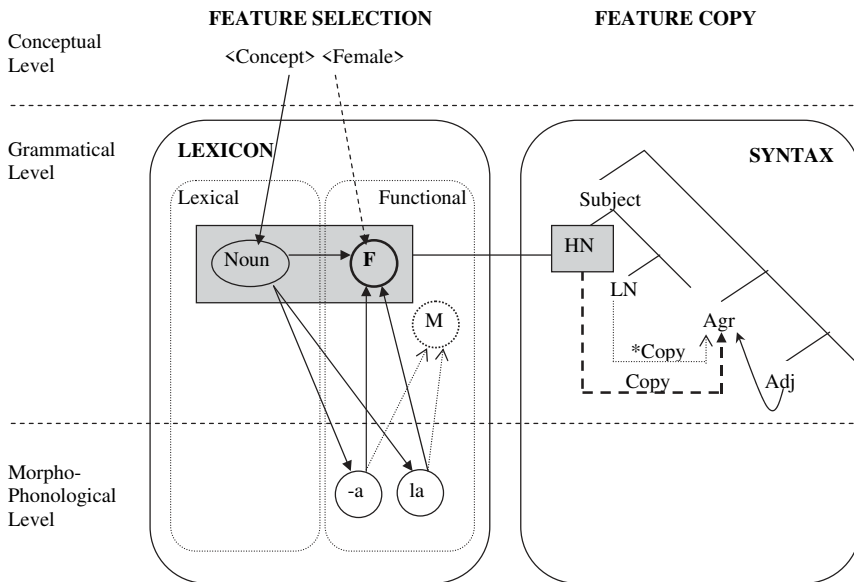 FEATURE SELECTION
FEATURE COPY
Conceptual
Level
<Concept> <Female>
Grammatical
Level
LEXICON
SYNTAX
Lexical
Functional
Subject
Noun
F
HN
LN
M
Agr
*Copy
Copy
Adj
Morpho-
Phonological
Level
-a
la